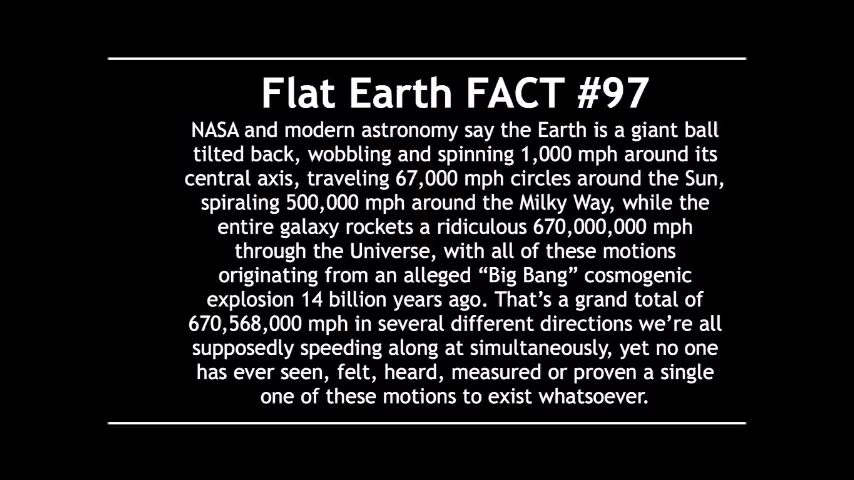 Flat Earth FACT #97
NASA and modern astronomy say the Earth is a giant ball
tilted back, wobbling and spinning 1,000 mph around its
central axis, traveling 67,000 mph circles around the Sun,
spiraling 500,000 mph around the Milky Way, while the
entire galaxy rockets a ridiculous 670,000,000 mph
through the Universe, with all of these motions
originating from an alleged “Big Bang” cosmogenic
explosion 14 billion years ago. That’s a grand total of
670,568,000 mph in several different directions we’re all
supposedly speeding along at simultaneously, yet no one
has ever seen, felt, heard, measured or proven a single
one of these motions to exist whatsoever.